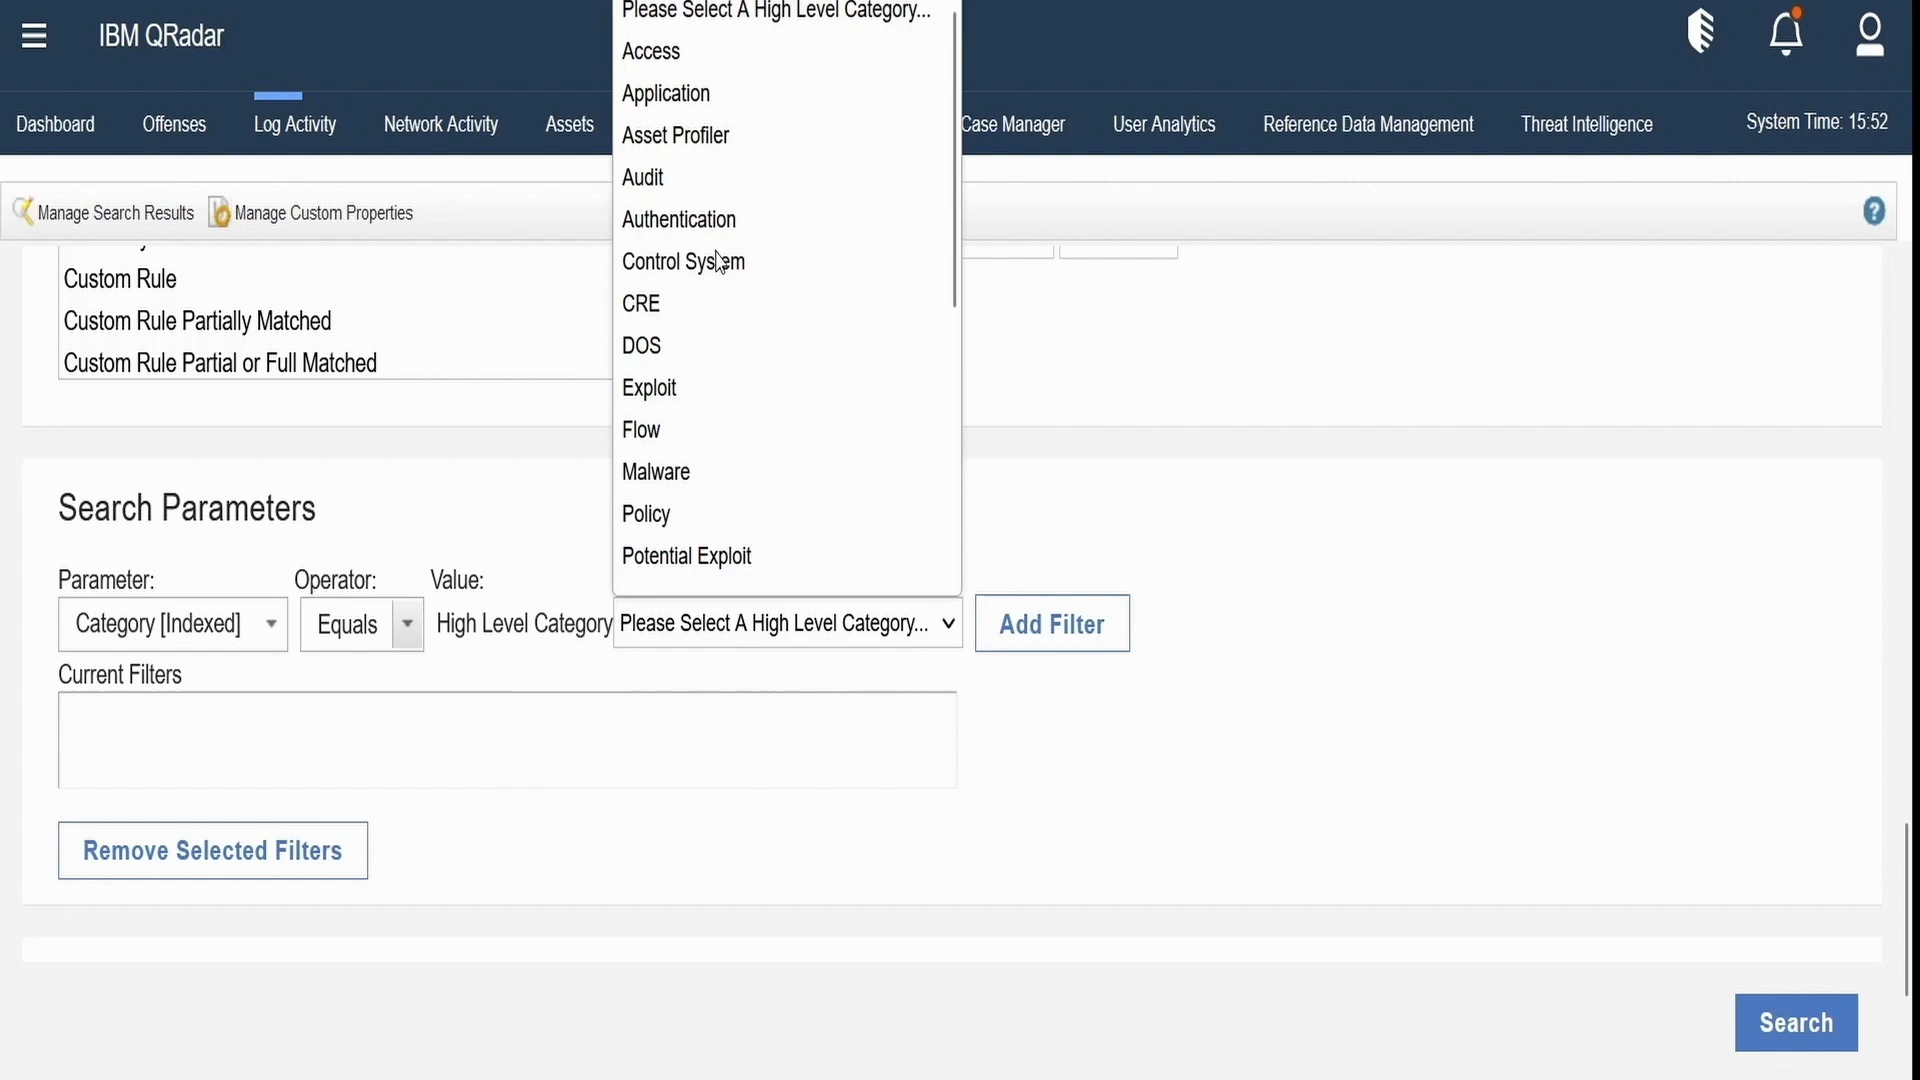 IBM QRadar
Dashboard
Offenses
Log Activity
Network Activity
Assets
Case Manager
User Analytics
Reference Data Management
Threat Intelligence
System Time: 15:52
Manage Search Results
Manage Custom Properties
Custom Rule
Custom Rule Partially Matched
Custom Rule Partial or Full Matched
Please Select A High Level Category...
Access
Application
Asset Profiler
Audit
Authentication
Control System
CRE
DOS
Exploit
Flow
Malware
Policy
Potential Exploit
Search Parameters
Parameter:
Operator:
Value:
Category [Indexed]
Equals
High Level Category
Please Select A High Level Category...
Add Filter
Current Filters
Remove Selected Filters
Search